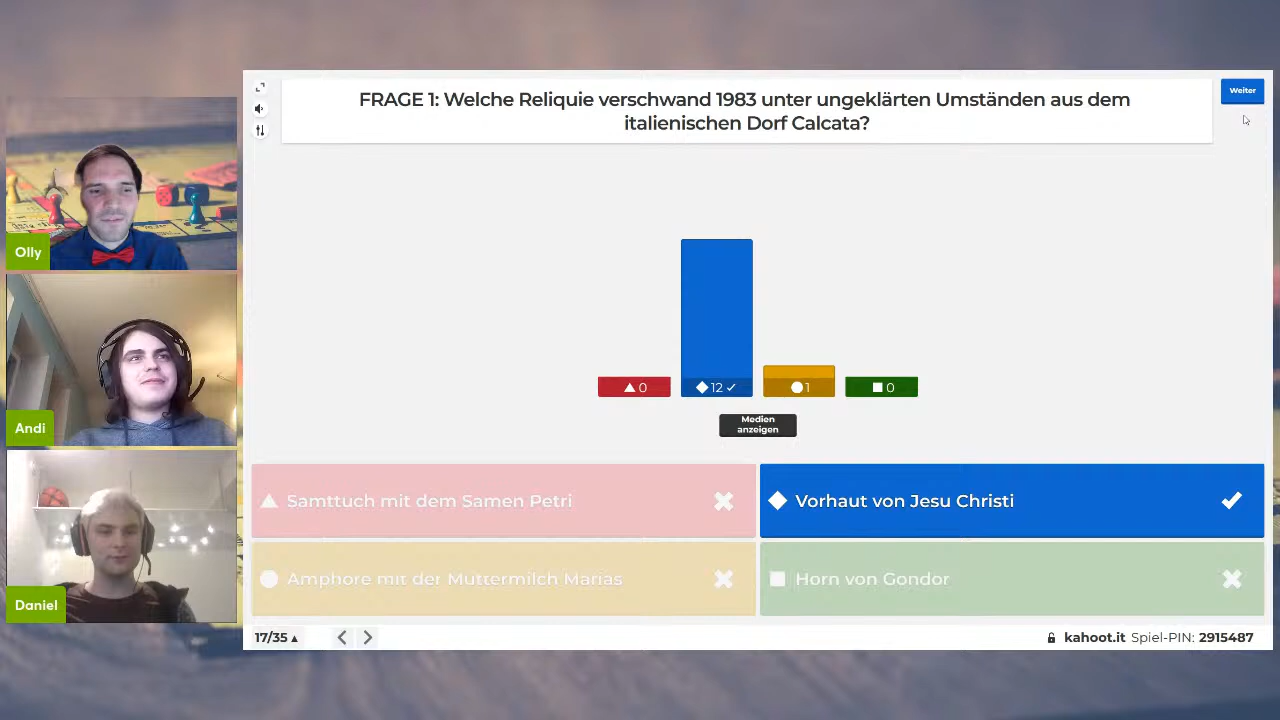 FRAGE 1: Welche Reliquie verschwand 1983 unter ungeklärten Umständen aus dem
italienischen Dorf Calcata?
Weiter
Olly
Andi
Daniel
0
12
1
0
Medien
anzeigen
Samttuch mit dem Samen Petri
Vorhaut von Jesu Christi
Amphore mit der Muttermilch Marias
Horn von Gondor
17/35
kahoot.it Spiel-PIN: 2915487